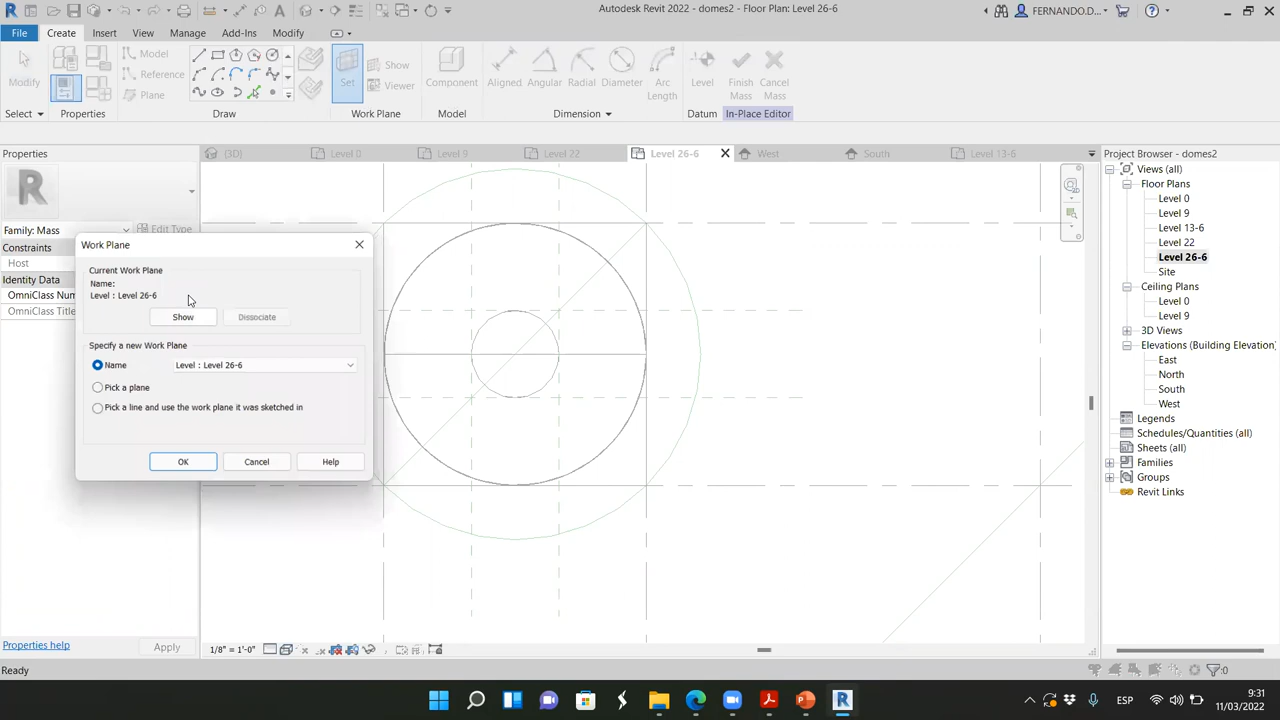 Autodesk Revit 2022 - domes2 - Floor Plan: Level 26-6
FERNANDO.D...
File
Create
Insert
View
Manage
Add-Ins
Modify
Modify
Model
Reference
Plane
Set
Show
Viewer
Component
Aligned
Angular
Radial
Diameter
Arc
Length
Level
Finish
Mass
Cancel
Mass
Select
Properties
Draw
Work Plane
Model
Dimension
Datum
In-Place Editor
Properties
(3D)
Level 0
Level 9
Level 22
Level 26-6
West
South
Level 13-6
Project Browser - domes2
Family: Mass
Edit Type
Constraints
Host
Identity Data
OmniClass Num
OmniClass Title
Work Plane
Current Work Plane
Name:
Level : Level 26-6
Show
Dissociate
Specify a new Work Plane
Name
Level : Level 26-6
Pick a plane
Pick a line and use the work plane it was sketched in
OK
Cancel
Help
Views (all)
Floor Plans
Level 0
Level 9
Level 13-6
Level 22
Level 26-6
Site
Ceiling Plans
Level 0
Level 9
3D Views
Elevations (Building Elevation)
East
North
South
West
Legends
Schedules/Quantities (all)
Sheets (all)
Families
Groups
Revit Links
Properties help
Apply
1/8" = 1'-0"
Ready
:0
ESP
9:31
11/03/2022